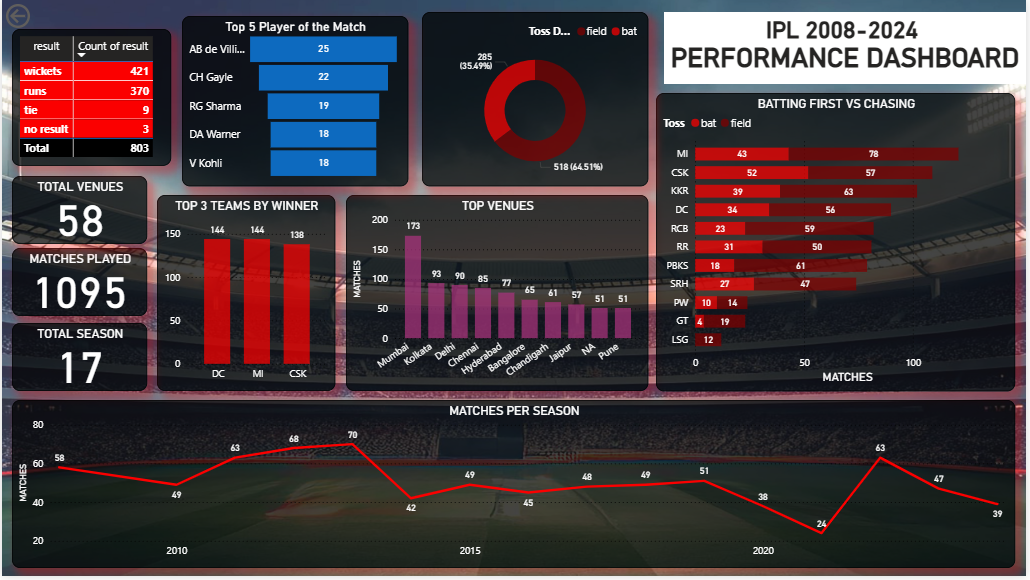 IPL 2008-2024
PERFORMANCE DASHBOARD
result Count of result
wickets 421
runs 370
tie 9
no result 3
Total 803
Top 5 Player of the Match
AB de Villi... 25
CH Gayle 22
RG Sharma 19
DA Warner 18
V Kohli 18
Toss D... field bat
285
(35.49%)
518 (64.51%)
TOTAL VENUES
58
MATCHES PLAYED
1095
TOTAL SEASON
17
TOP 3 TEAMS BY WINNER
150
100
50
0
144 144 138
DC MI CSK
TOP VENUES
MATCHES
200
150
100
50
0
173 93 90 85 77 65 61 57 51 51
Mumbai Kolkata Delhi Chennai Hyderabad Bangalore Chandigarh Jaipur NA Pune
BATTING FIRST VS CHASING
Toss bat field
MI 43 78
CSK 52 57
KKR 39 63
DC 34 56
RCB 23 59
RR 31 50
PBKS 18 61
SRH 27 47
PW 10 14
GT 4 19
LSG 12
0 50 100
MATCHES
MATCHES PER SEASON
MATCHES
80
60
40
20
58 49 63 68 70 42 49 45 48 49 51 38 24 63 47 39
2010 2015 2020